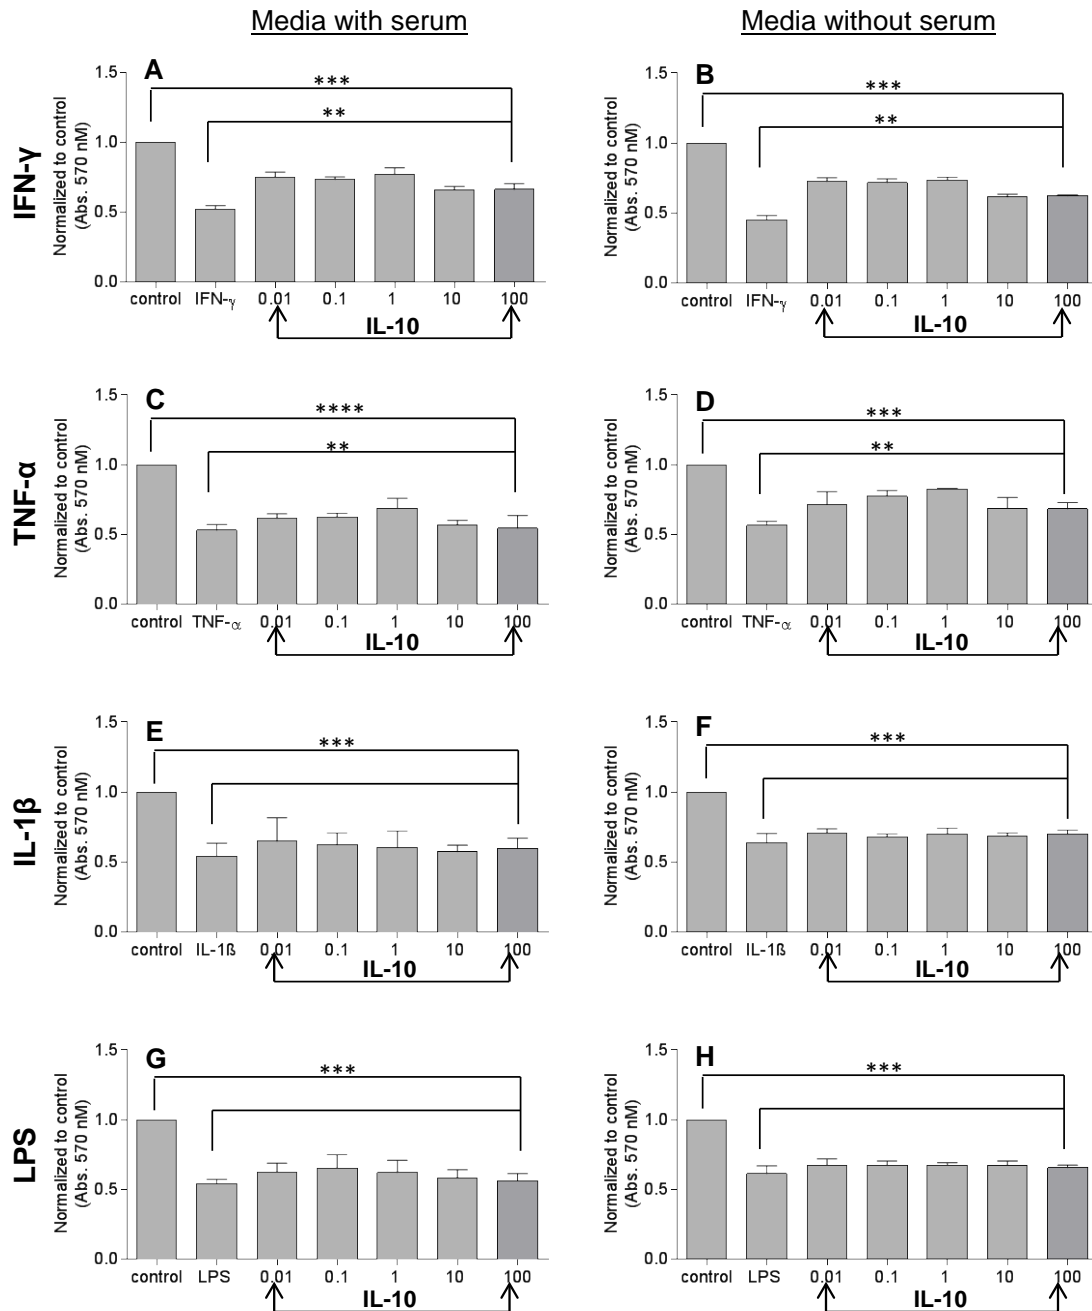 Media with serum
Media without serum
IFN-γ
A
Normalized to control
(Abs. 570 nM)
1.5
1.0
0.5
0.0
***
**
control IFN-γ 0.01 0.1 1 10 100
IL-10
B
Normalized to control
(Abs. 570 nM)
1.5
1.0
0.5
0.0
***
**
control IFN-γ 0.01 0.1 1 10 100
IL-10
TNF-α
C
Normalized to control
(Abs. 570 nM)
1.5
1.0
0.5
0.0
****
**
control TNF-α 0.01 0.1 1 10 100
IL-10
D
Normalized to control
(Abs. 570 nM)
1.5
1.0
0.5
0.0
***
**
control TNF-α 0.01 0.1 1 10 100
IL-10
IL-1β
E
Normalized to control
(Abs. 570 nM)
1.5
1.0
0.5
0.0
***
control IL-1ß 0.01 0.1 1 10 100
IL-10
F
Normalized to control
(Abs. 570 nM)
1.5
1.0
0.5
0.0
***
control IL-1ß 0.01 0.1 1 10 100
IL-10
LPS
G
Normalized to control
(Abs. 570 nM)
1.5
1.0
0.5
0.0
***
control LPS 0.01 0.1 1 10 100
IL-10
H
Normalized to control
(Abs. 570 nM)
1.5
1.0
0.5
0.0
***
control LPS 0.01 0.1 1 10 100
IL-10